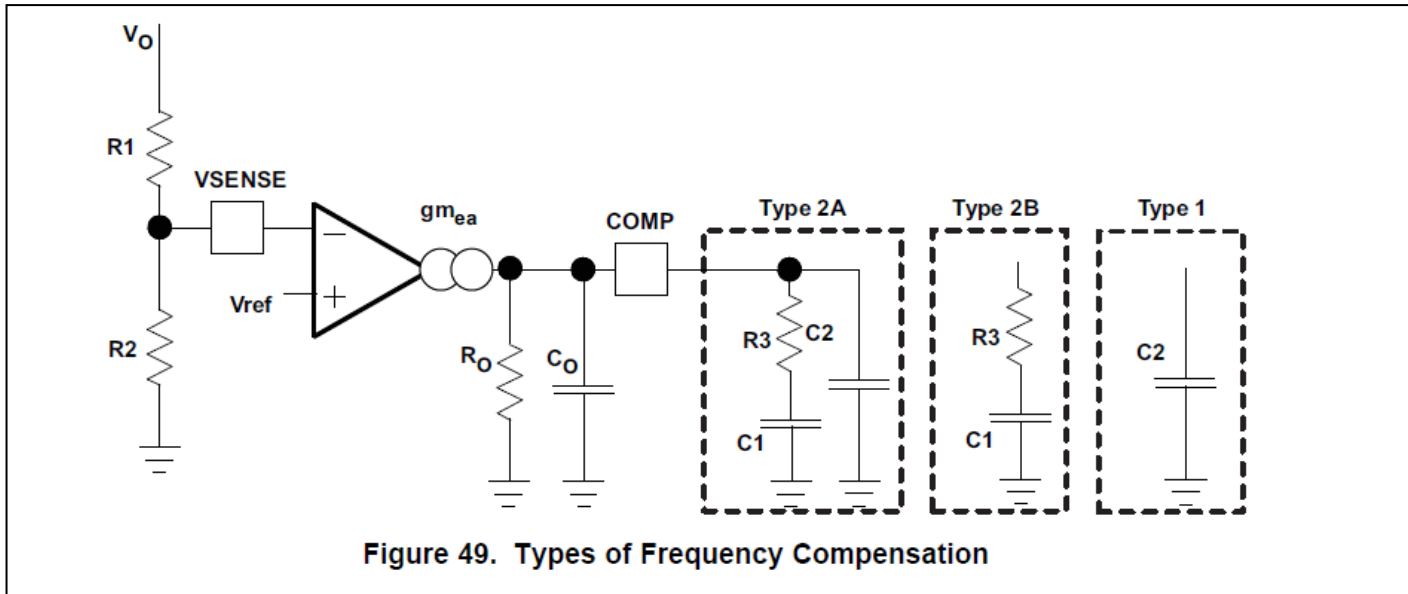 VO
R1
VSENSE
gmea
COMP
Type 2A
Type 2B
Type 1
Vref
R2
RO
CO
R3
C2
C1
R3
C1
C2
Figure 49. Types of Frequency Compensation